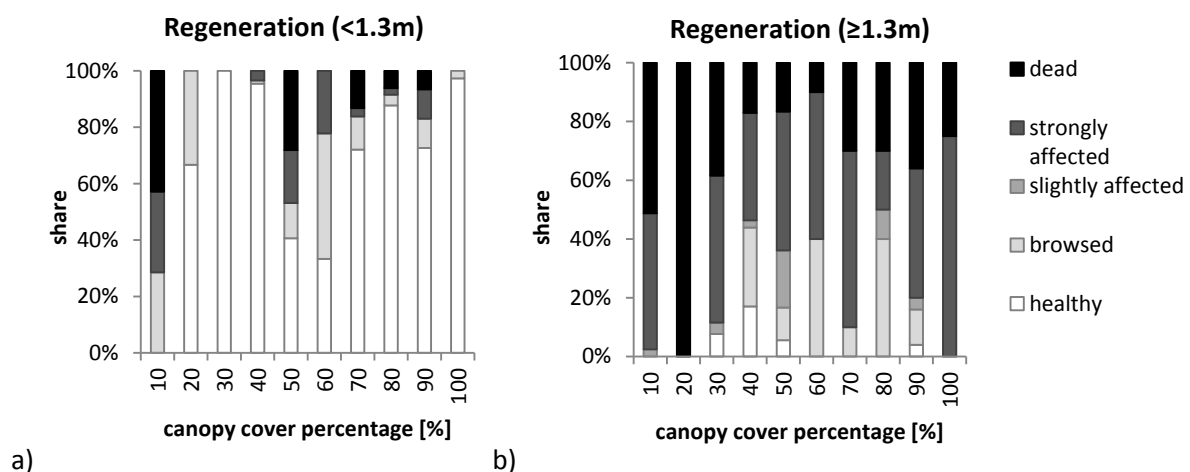 Regeneration (<1.3m)
100%
80%
60%
40%
20%
0%
share
10 20 30 40 50 60 70 80 90 100
canopy cover percentage [%]
a)
Regeneration (≥1.3m)
100%
80%
60%
40%
20%
0%
share
10 20 30 40 50 60 70 80 90 100
canopy cover percentage [%]
b)
dead
strongly
affected
slightly affected
browsed
healthy